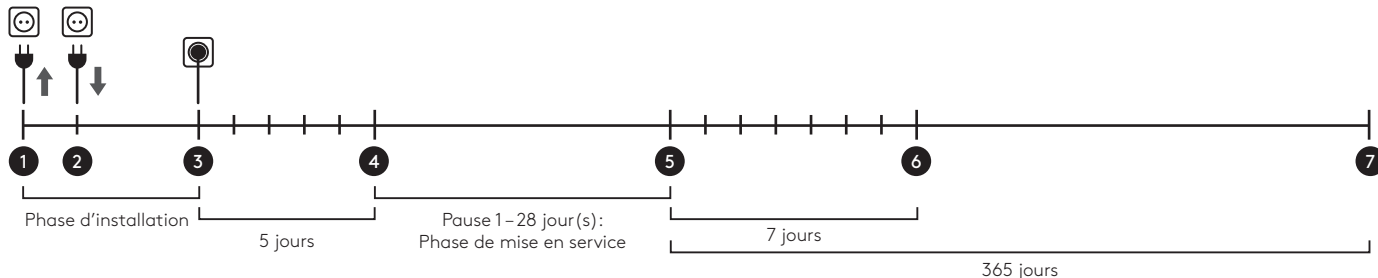 1 2 3 4 5 6 7
Phase d’installation
5 jours
Pause 1–28 jour(s):
Phase de mise en service
7 jours
365 jours